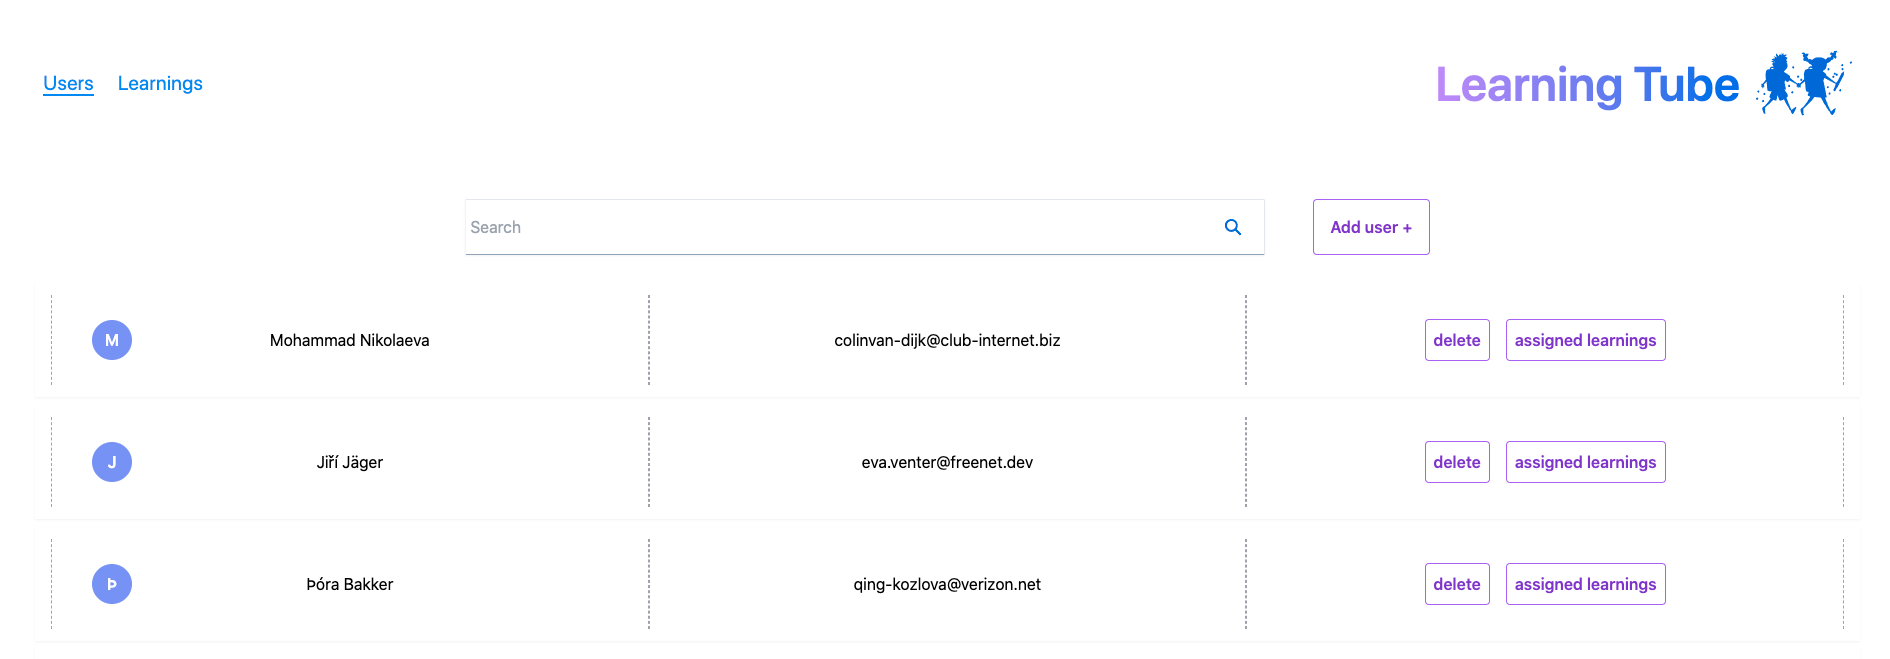 Users Learnings
Learning Tube
Search
Add user +
M Mohammad Nikolaeva colinvan-dijk@club-internet.biz delete assigned learnings
J Jiří Jäger eva.venter@freenet.dev delete assigned learnings
Þ Þóra Bakker qing-kozlova@verizon.net delete assigned learnings